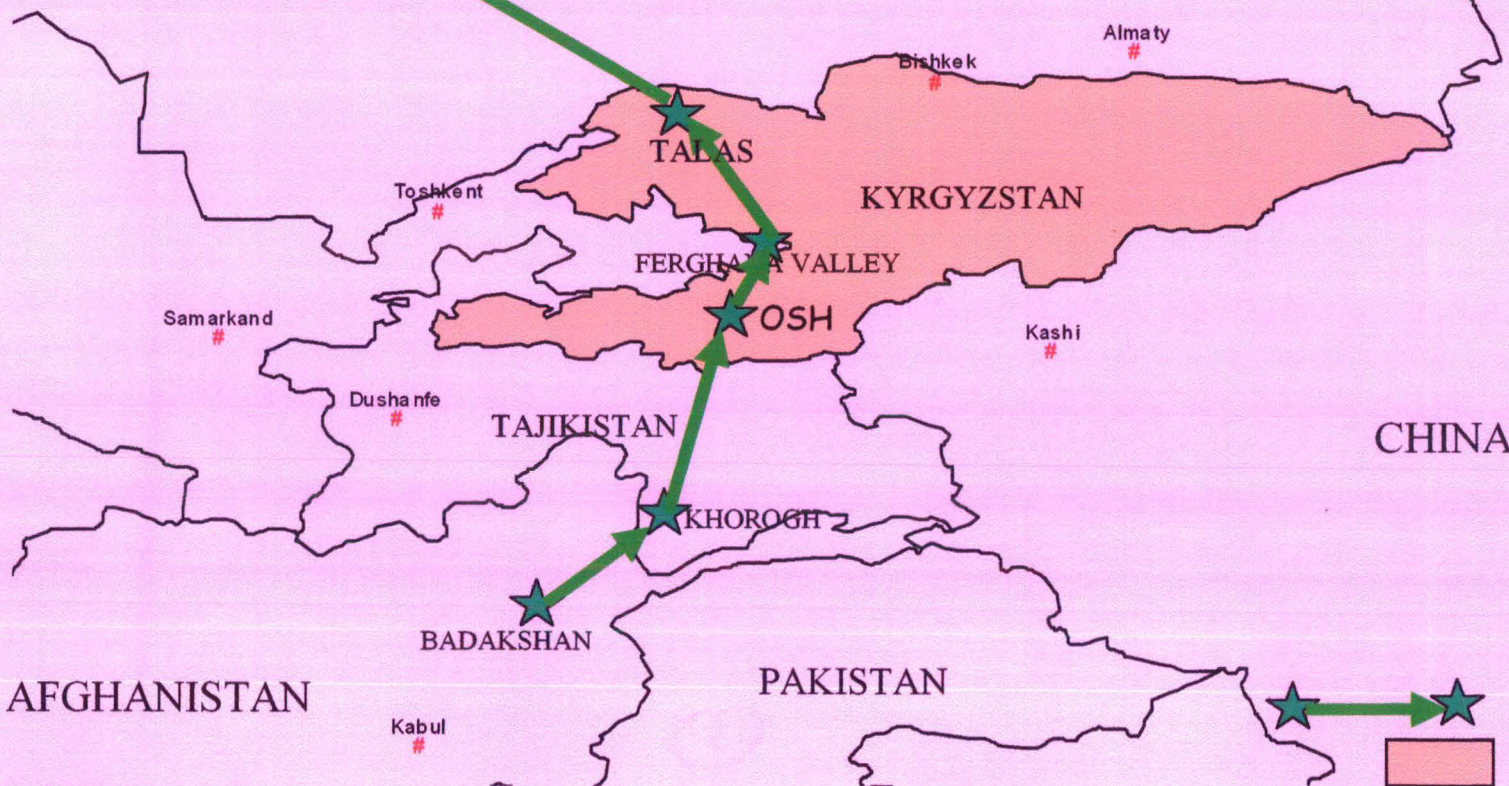 Almaty
#
Bishkek
#
TALAS
Toshkent
#
KYRGYZSTAN
FERGHANA VALLEY
OSH
Samarkand
#
Kashi
#
Dushanfe
#
TAJIKISTAN
CHINA
KHOROGH
BADAKSHAN
AFGHANISTAN
PAKISTAN
Kabul
#